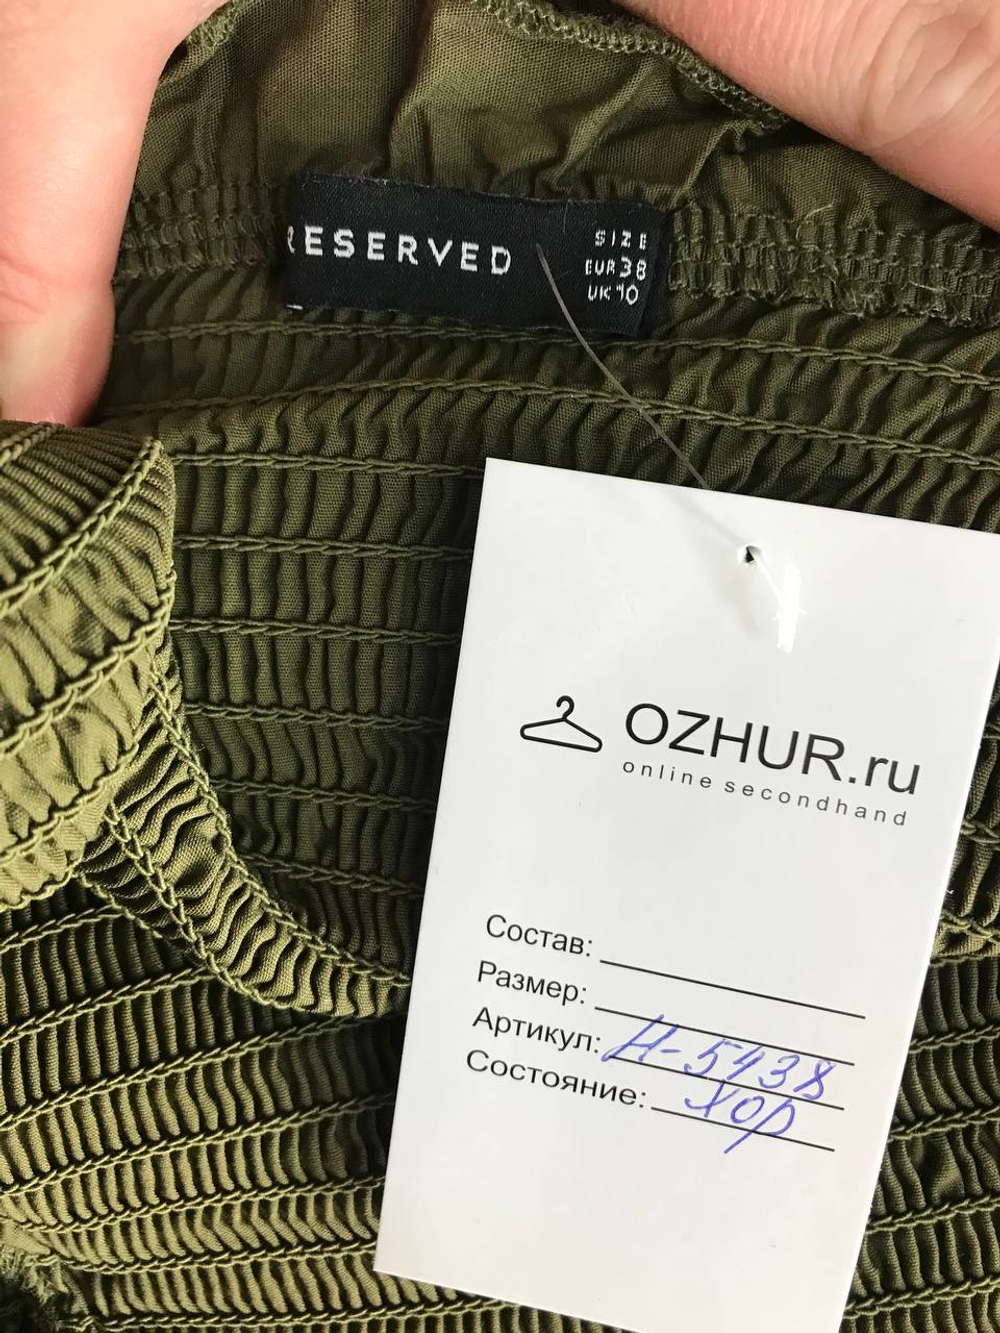 RESERVED
SIZE
EUR 38
UK 10
OZHUR.ru
online secondhand
Состав:
Размер:
Артикул: Н-5438
Состояние: хор